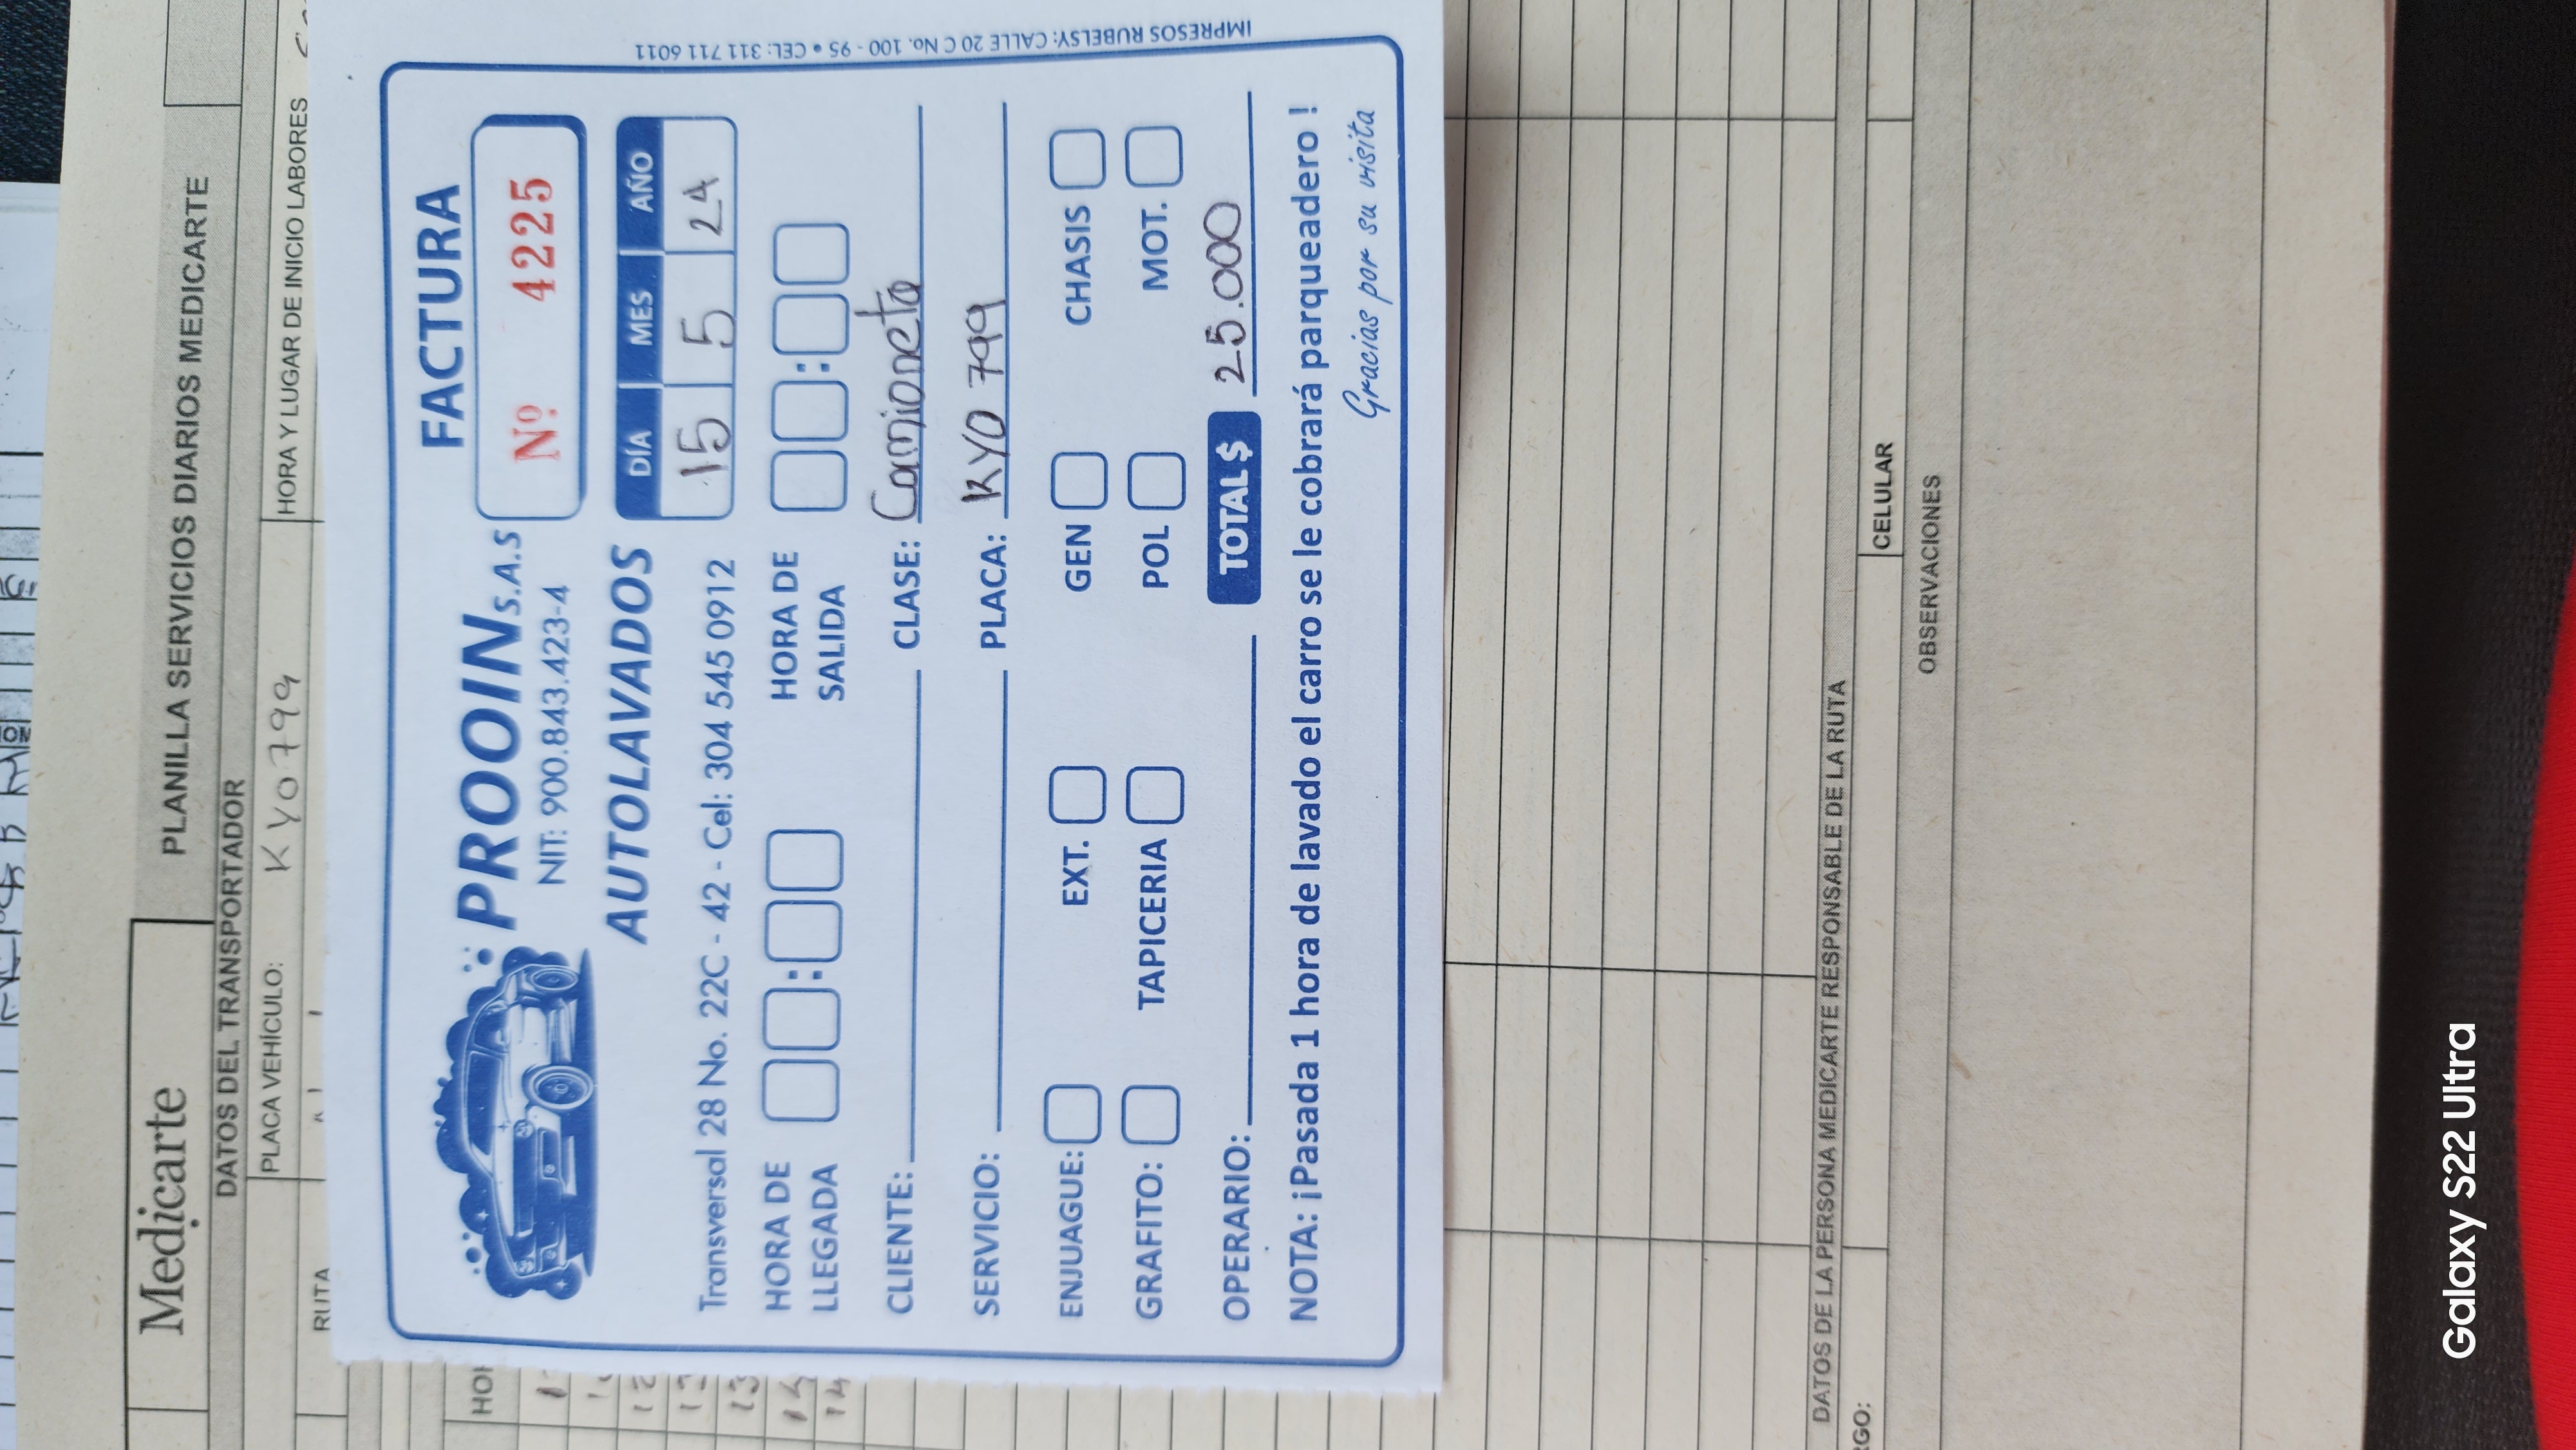 Medicarte
PLANILLA SERVICIOS DIARIOS MEDICARTE
DATOS DEL TRANSPORTADOR
PLACA VEHÍCULO: KYO799
HORA Y LUGAR DE INICIO LABORES
RUTA
FACTURA
PROOIN S.A.S
NIT: 900.843.423-4
Nº 4225
AUTOLAVADOS
DÍA MES AÑO
15 5 24
Transversal 28 No. 22C - 42 - Cel: 304 545 0912
HORA DE LLEGADA : HORA DE SALIDA :
CLIENTE: CLASE: Camioneta
SERVICIO: PLACA: KYO 799
ENJUAGUE: EXT. GEN CHASIS
GRAFITO: TAPICERIA POL MOT.
OPERARIO: TOTAL $ 25.000
NOTA: ¡Pasada 1 hora de lavado el carro se le cobrará parqueadero !
Gracias por su visita
IMPRESOS RUBELSY: CALLE 20 C No. 100 - 95 • CEL: 311 711 6011
DATOS DE LA PERSONA MEDICARTE RESPONSABLE DE LA RUTA
CELULAR
OBSERVACIONES
Galaxy S22 Ultra